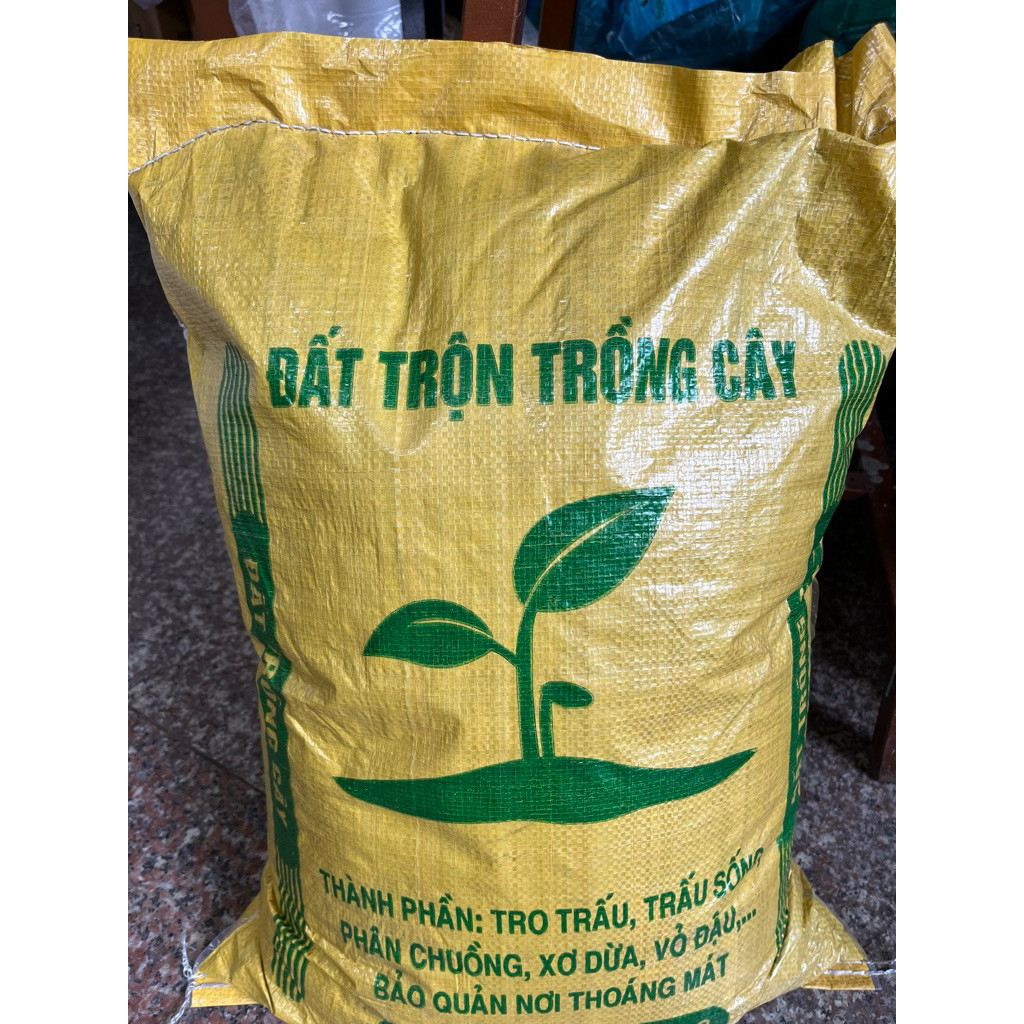 ĐẤT TRỘN TRỒNG CÂY
THÀNH PHẦN: TRO TRẤU, TRẤU SỐNG
PHÂN CHUỒNG, XƠ DỪA, VỎ ĐẬU,...
BẢO QUẢN NƠI THOÁNG MÁT